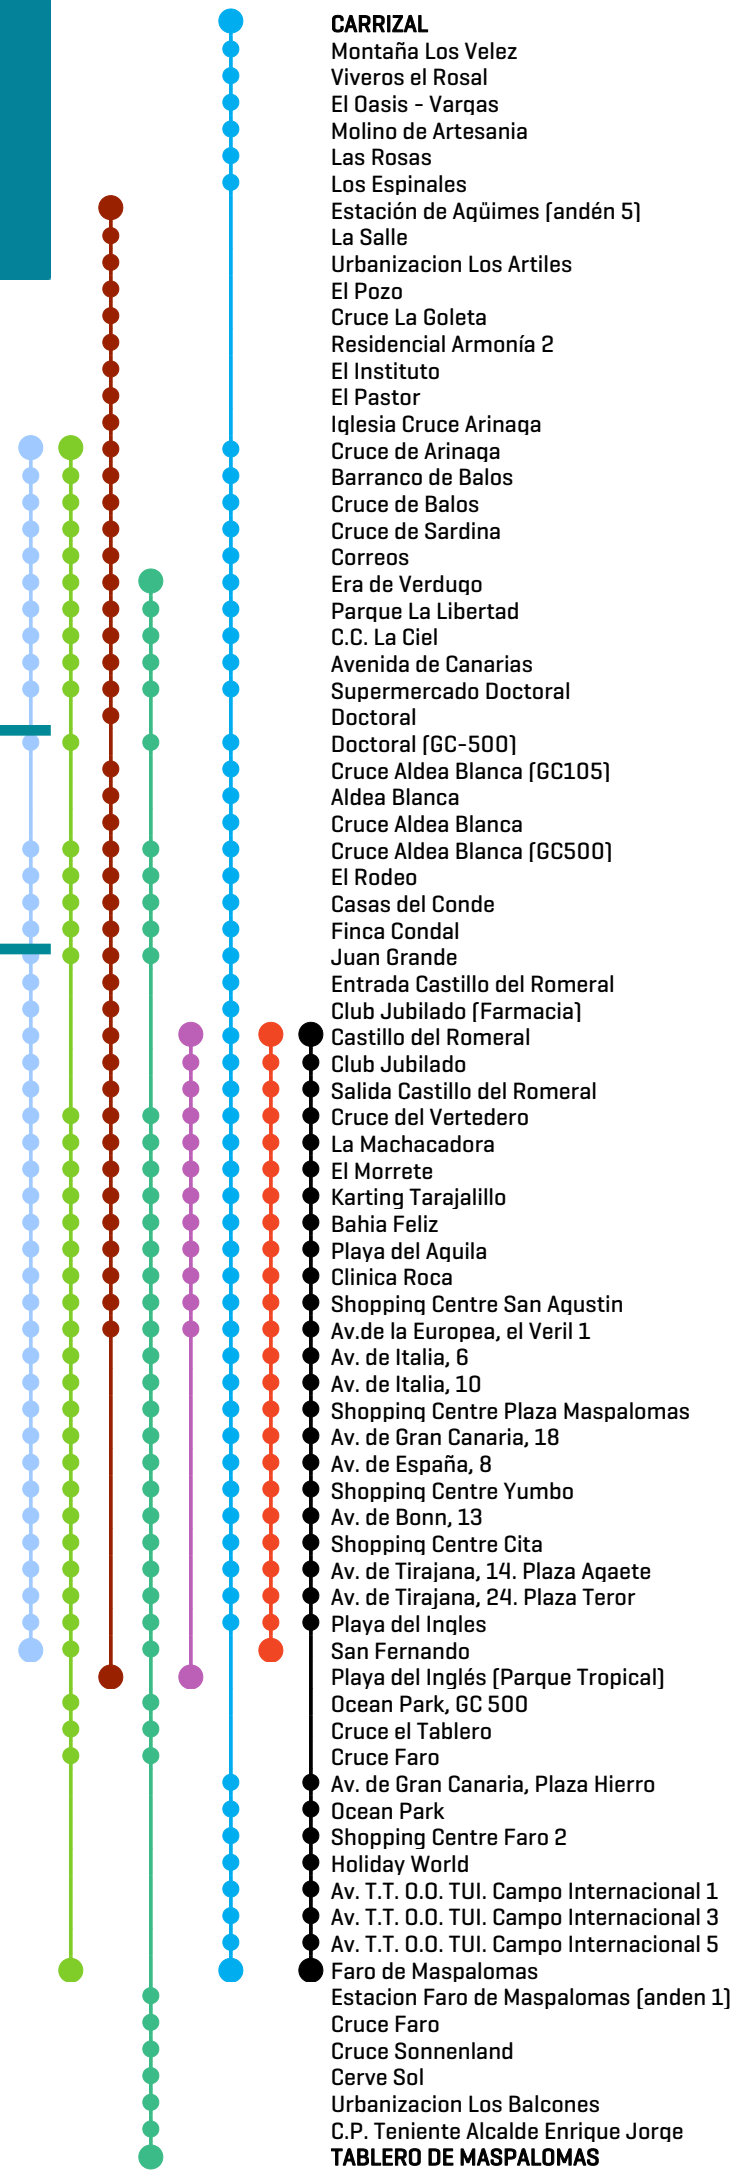 CARRIZAL
Montaña Los Velez
Viveros el Rosal
El Oasis - Vargas
Molino de Artesania
Las Rosas
Los Espinales
Estación de Agüimes (andén 5)
La Salle
Urbanizacion Los Artiles
El Pozo
Cruce La Goleta
Residencial Armonía 2
El Instituto
El Pastor
Iglesia Cruce Arinaga
Cruce de Arinaga
Barranco de Balos
Cruce de Balos
Cruce de Sardina
Correos
Era de Verdugo
Parque La Libertad
C.C. La Ciel
Avenida de Canarias
Supermercado Doctoral
Doctoral
Doctoral (GC-500)
Cruce Aldea Blanca (GC105)
Aldea Blanca
Cruce Aldea Blanca
Cruce Aldea Blanca (GC500)
El Rodeo
Casas del Conde
Finca Condal
Juan Grande
Entrada Castillo del Romeral
Club Jubilado (Farmacia)
Castillo del Romeral
Club Jubilado
Salida Castillo del Romeral
Cruce del Vertedero
La Machacadora
El Morrete
Karting Tarajalillo
Bahia Feliz
Playa del Aguila
Clinica Roca
Shopping Centre San Agustin
Av.de la Europea, el Veril 1
Av. de Italia, 6
Av. de Italia, 10
Shopping Centre Plaza Maspalomas
Av. de Gran Canaria, 18
Av. de España, 8
Shopping Centre Yumbo
Av. de Bonn, 13
Shopping Centre Cita
Av. de Tirajana, 14. Plaza Agaete
Av. de Tirajana, 24. Plaza Teror
Playa del Ingles
San Fernando
Playa del Inglés (Parque Tropical)
Ocean Park, GC 500
Cruce el Tablero
Cruce Faro
Av. de Gran Canaria, Plaza Hierro
Ocean Park
Shopping Centre Faro 2
Holiday World
Av. T.T. O.O. TUI. Campo Internacional 1
Av. T.T. O.O. TUI. Campo Internacional 3
Av. T.T. O.O. TUI. Campo Internacional 5
Faro de Maspalomas
Estacion Faro de Maspalomas (anden 1)
Cruce Faro
Cruce Sonnenland
Cerve Sol
Urbanizacion Los Balcones
C.P. Teniente Alcalde Enrique Jorge
TABLERO DE MASPALOMAS